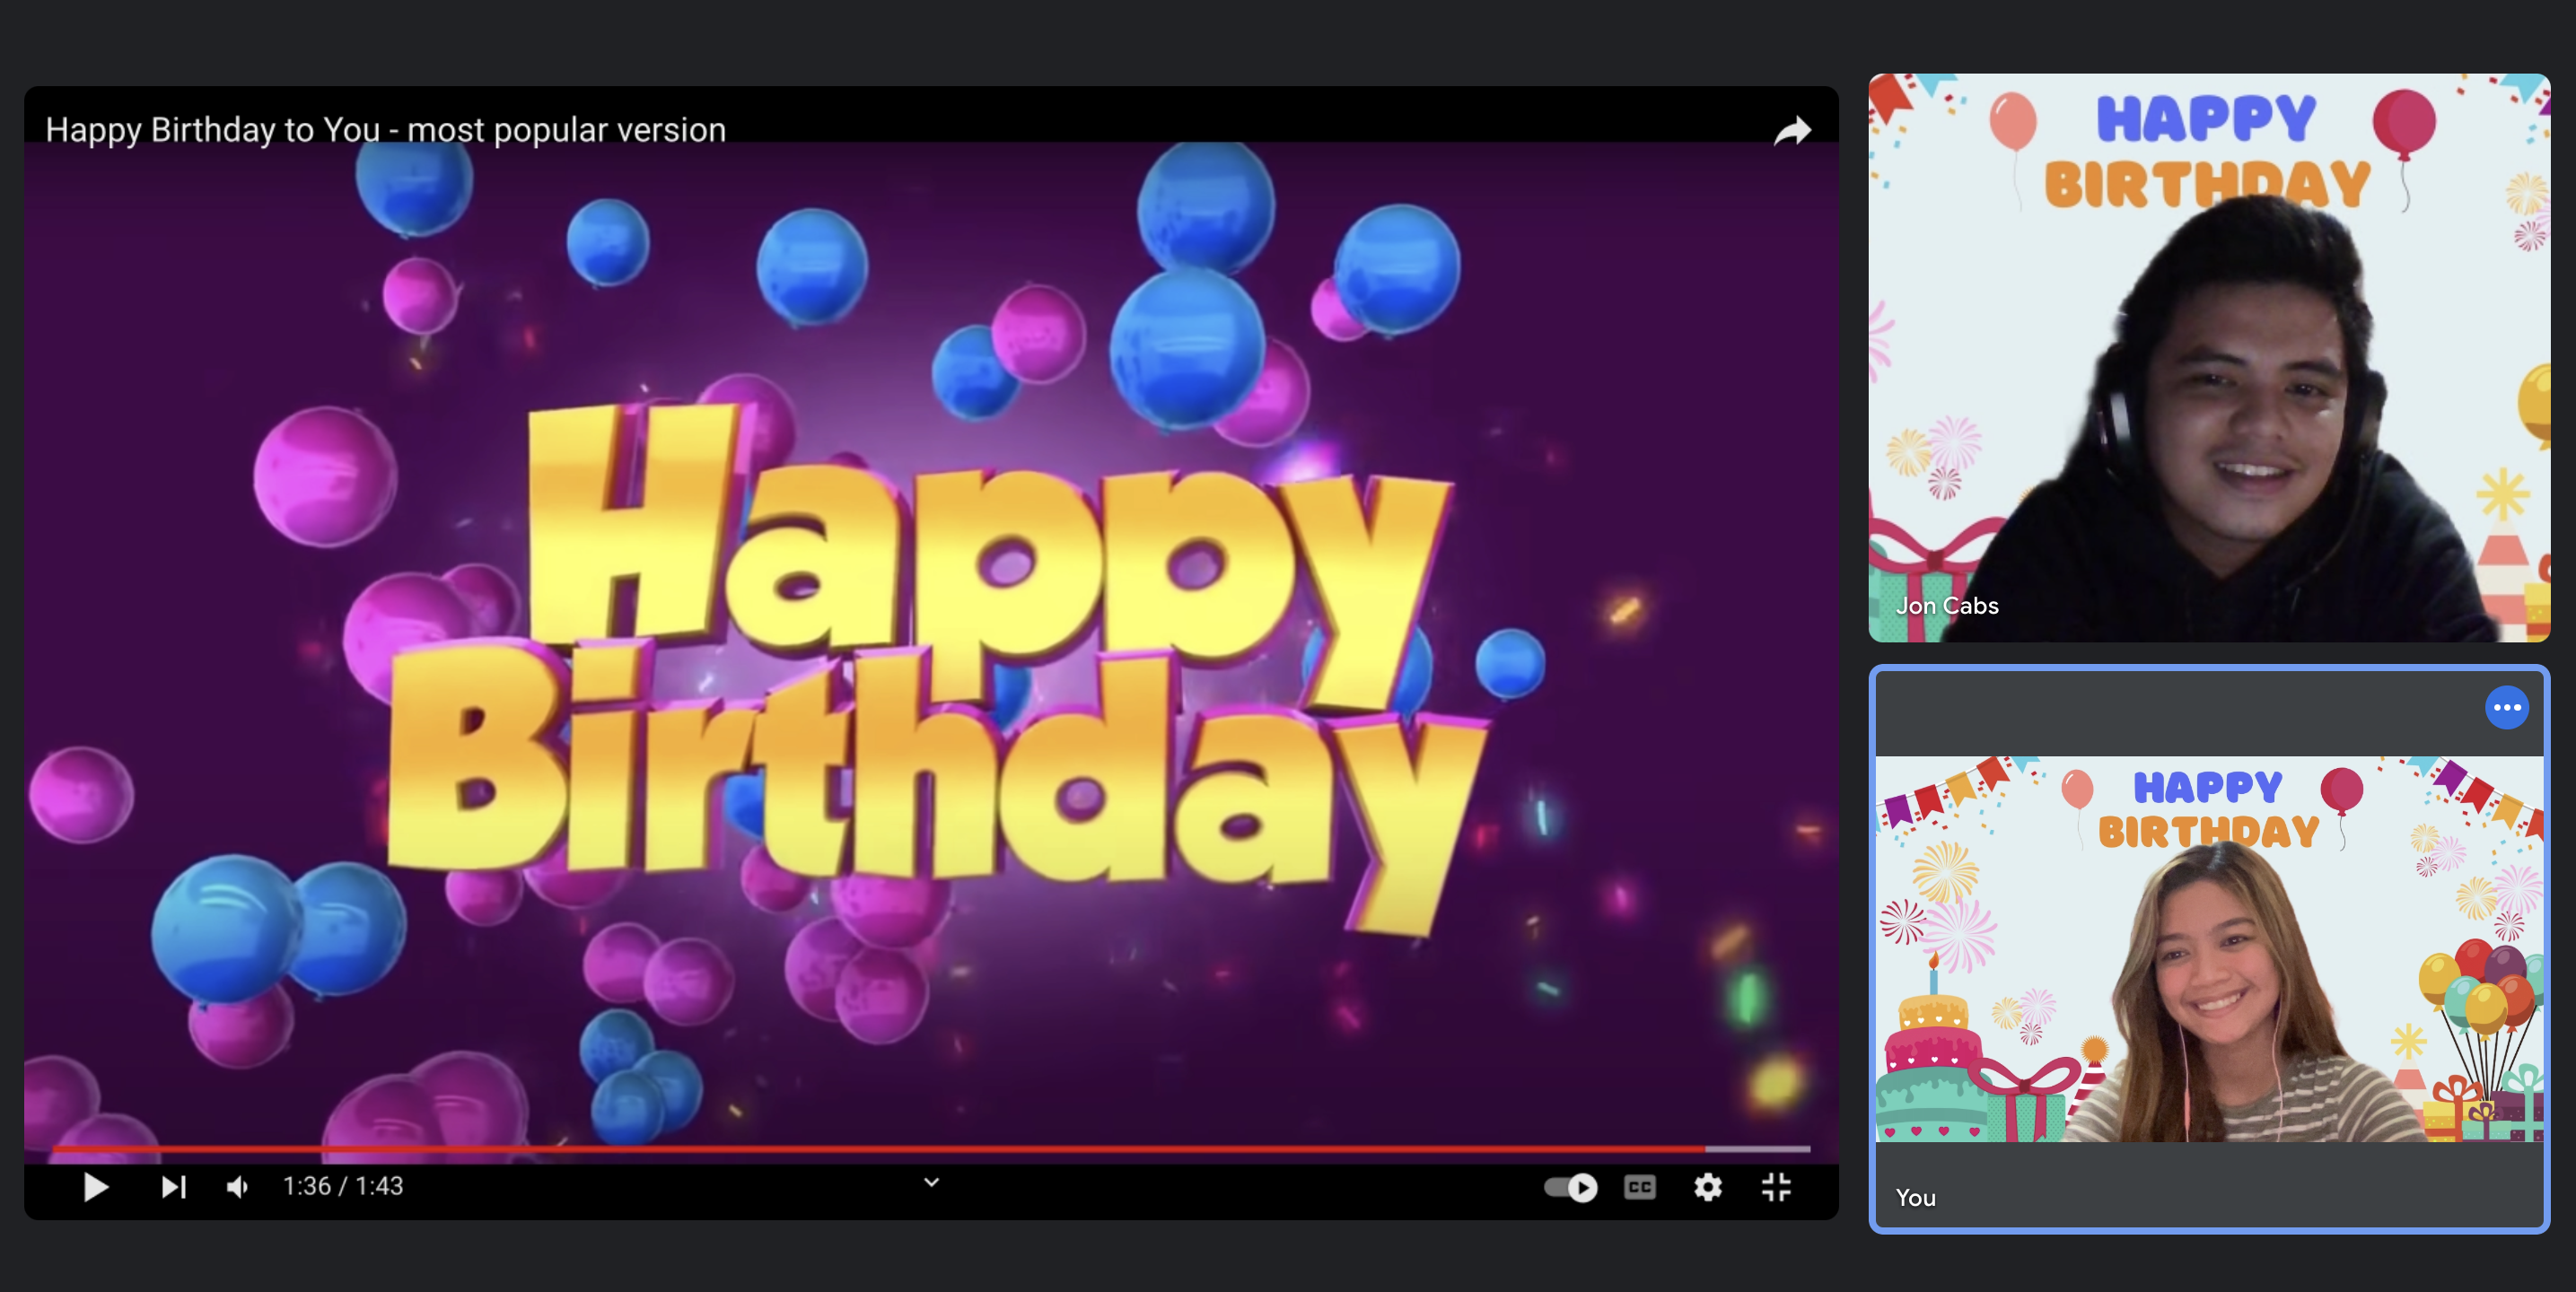 Happy Birthday to You - most popular version
Happy
Birthday
1:36 / 1:43
CC
HAPPY
BIRTHDAY
Jon Cabs
HAPPY
BIRTHDAY
You